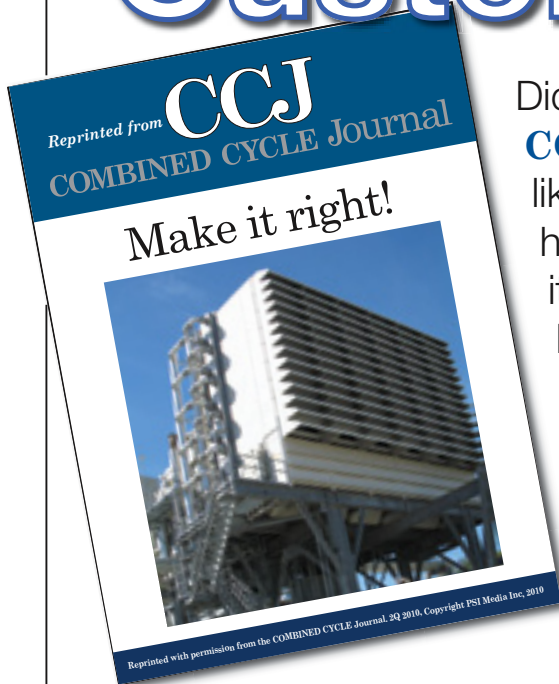 Reprinted from CCJ
COMBINED CYCLE Journal
Make it right!
Reprinted with permission from the COMBINED CYCLE Journal. 2Q 2010, Copyright PSI Media Inc, 2010